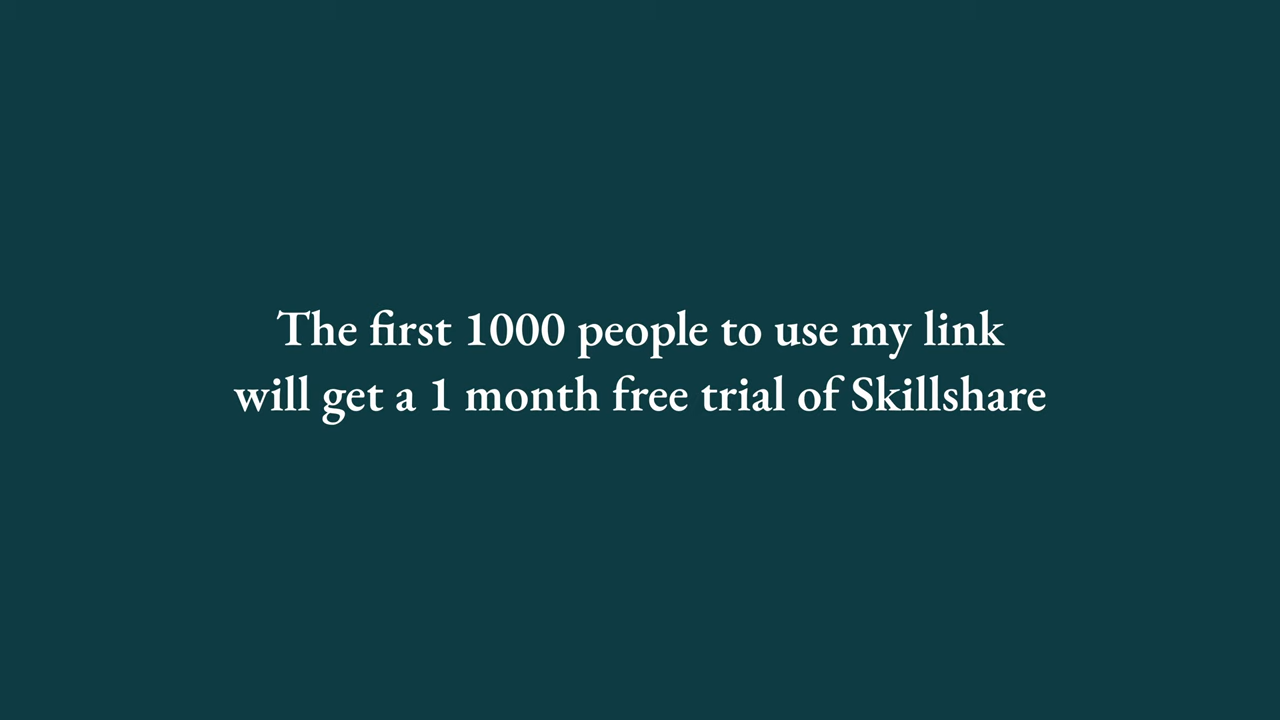 The first 1000 people to use my link
will get a 1 month free trial of Skillshare